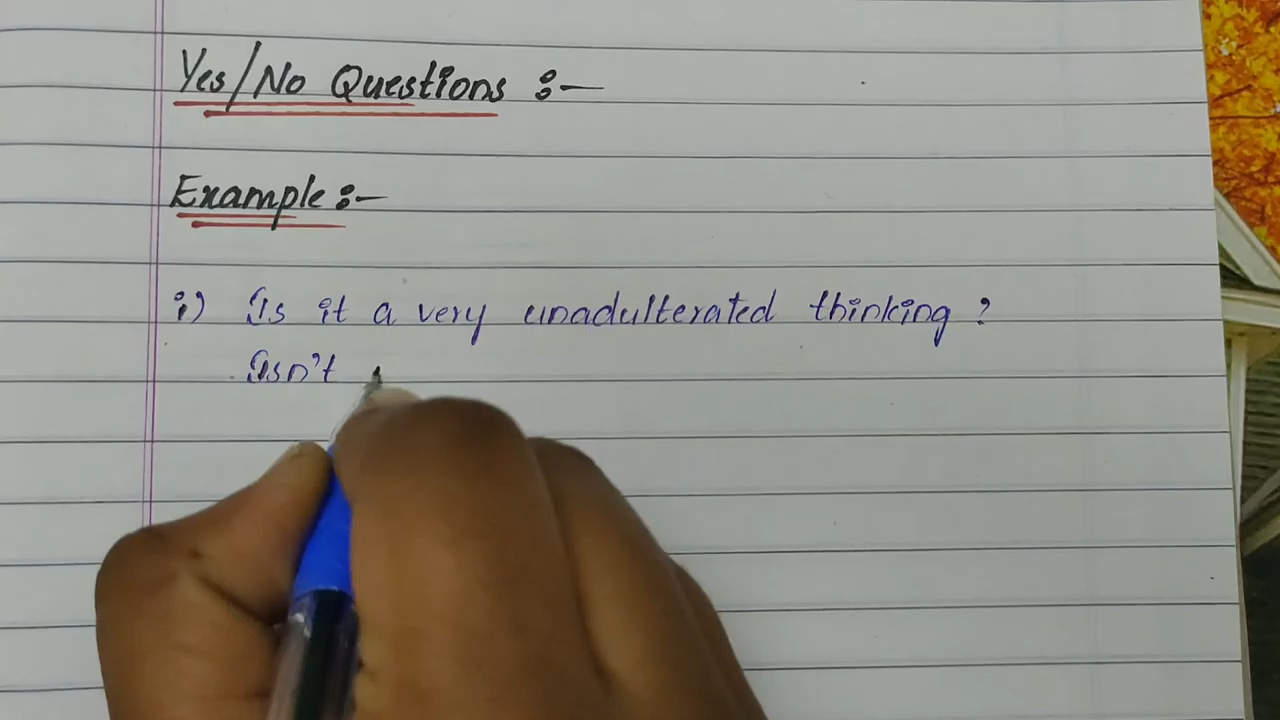 Yes/No Questions :-
Example :-
i) Is it a very unadulterated thinking ?
Isn't